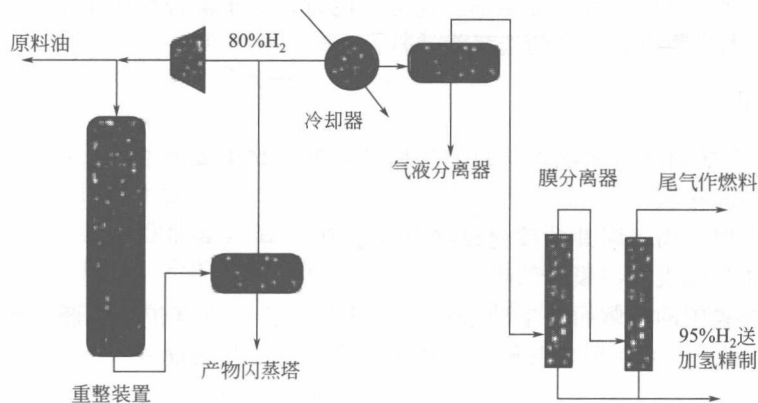 原料油
80%H₂
冷却器
气液分离器
膜分离器
尾气作燃料
95%H₂送
加氢精制
产物闪蒸塔
重整装置